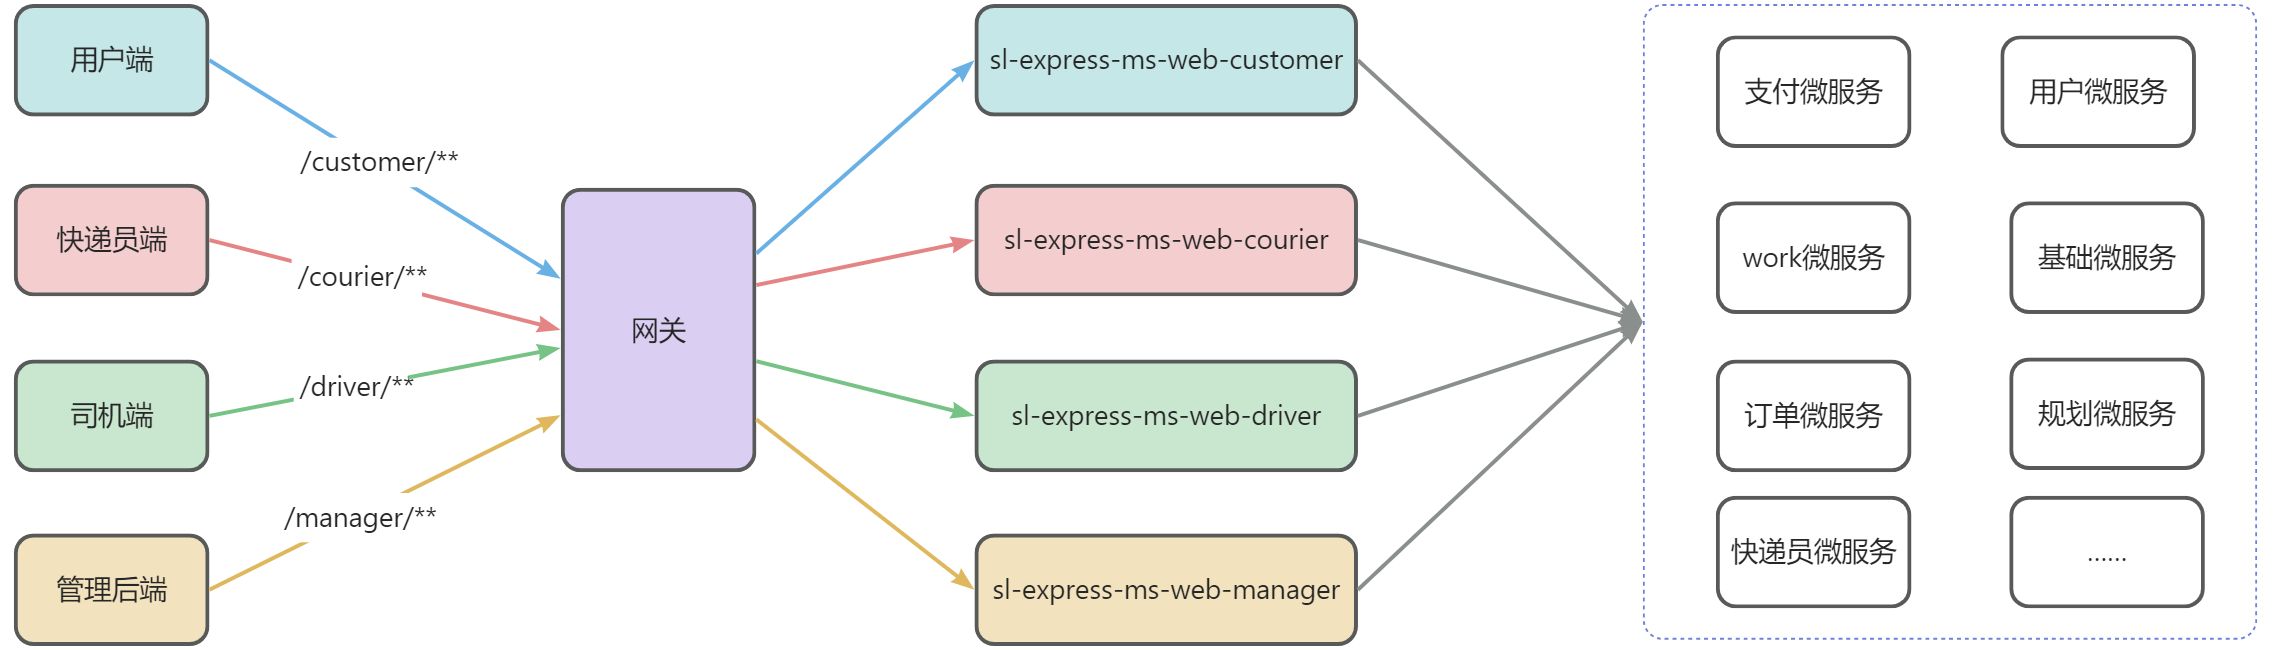 用户端
快递员端
司机端
管理后端
/customer/**
/courier/**
/driver/**
/manager/**
网关
sl-express-ms-web-customer
sl-express-ms-web-courier
sl-express-ms-web-driver
sl-express-ms-web-manager
支付微服务
用户微服务
work微服务
基础微服务
订单微服务
规划微服务
快递员微服务
......